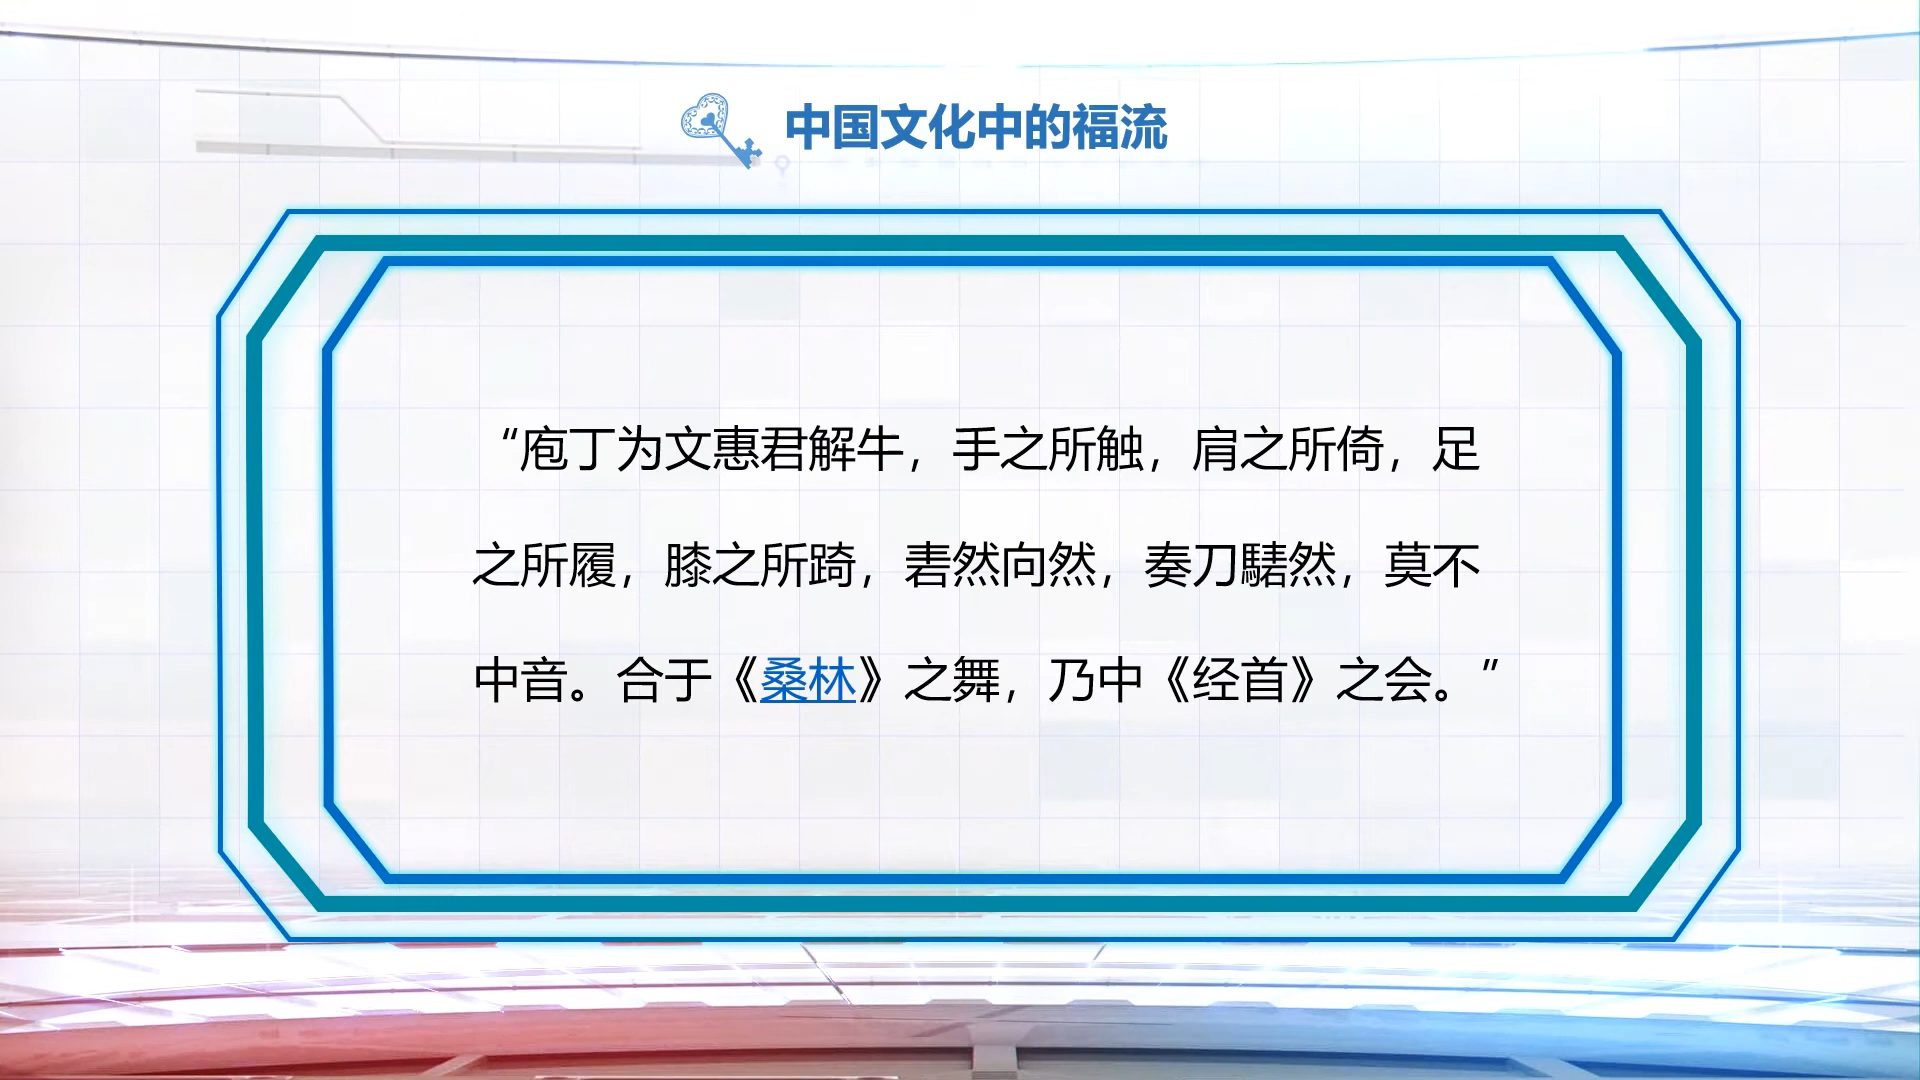 中国文化中的福流
“庖丁为文惠君解牛，手之所触，肩之所倚，足
之所履，膝之所踦，砉然向然，奏刀騞然，莫不
中音。合于《桑林》之舞，乃中《经首》之会。”